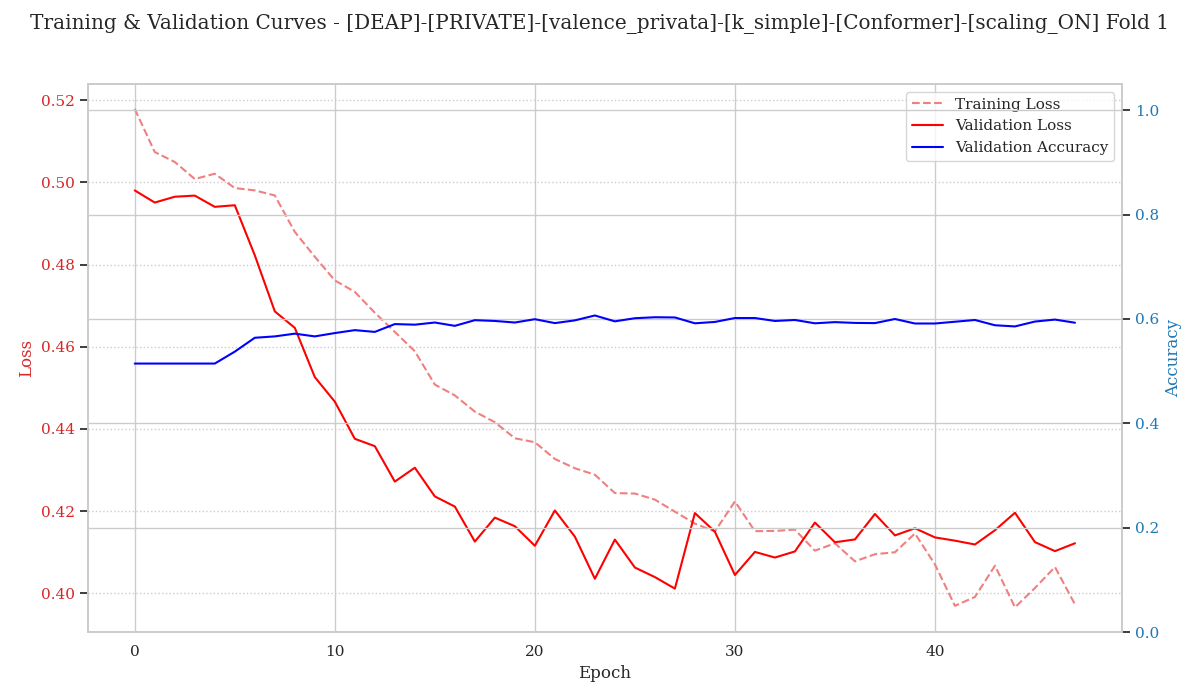 Training & Validation Curves - [DEAP]-[PRIVATE]-[valence_privata]-[k_simple]-[Conformer]-[scaling_ON] Fold 1
Training Loss
Validation Loss
Validation Accuracy
0.52
0.50
0.48
0.46
0.44
0.42
0.40
Loss
1.0
0.8
0.6
0.4
0.2
0.0
Accuracy
0 10 20 30 40
Epoch